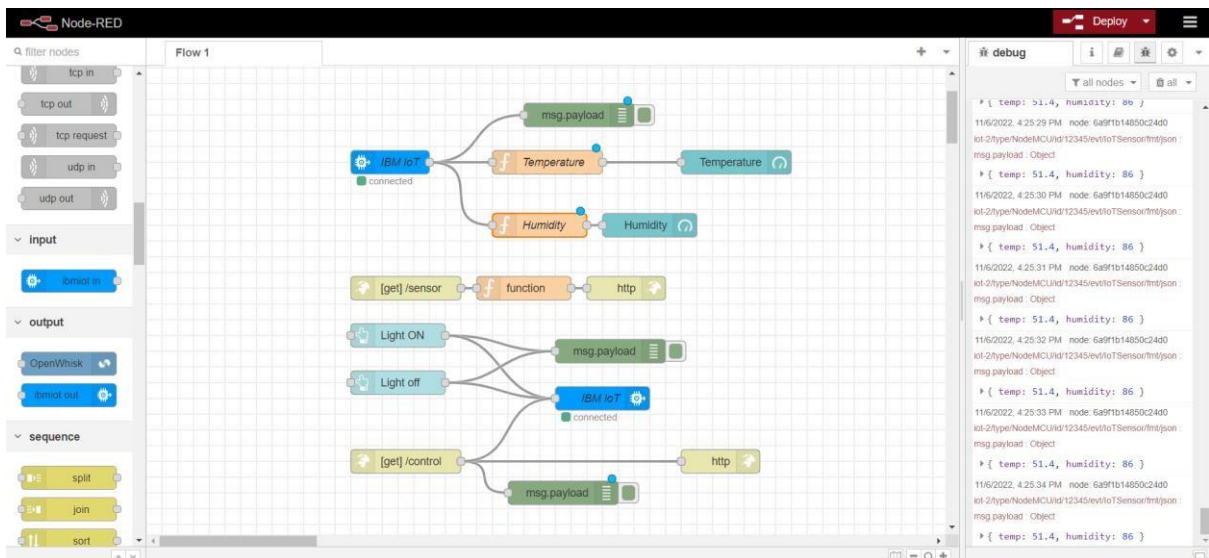 Node-RED
Deploy
filter nodes
Flow 1
debug
i
all nodes
all
tcp in
tcp out
tcp request
udp in
udp out
input
ibmiot in
output
OpenWhisk
ibmiot out
sequence
split
join
sort
msg.payload
IBM IoT
connected
Temperature
Temperature
Humidity
Humidity
[get] /sensor
function
http
Light ON
Light off
msg.payload
IBM IoT
connected
[get] /control
http
msg.payload
{ temp: 51.4, humidity: 86 }
11/6/2022, 4:25:29 PM node: 6a9f1b14850c24d0
iot-2/type/NodeMCU/id/12345/evt/IoTSensor/fmt/json :
msg.payload : Object
{ temp: 51.4, humidity: 86 }
11/6/2022, 4:25:30 PM node: 6a9f1b14850c24d0
iot-2/type/NodeMCU/id/12345/evt/IoTSensor/fmt/json :
msg.payload : Object
{ temp: 51.4, humidity: 86 }
11/6/2022, 4:25:31 PM node: 6a9f1b14850c24d0
iot-2/type/NodeMCU/id/12345/evt/IoTSensor/fmt/json :
msg.payload : Object
{ temp: 51.4, humidity: 86 }
11/6/2022, 4:25:32 PM node: 6a9f1b14850c24d0
iot-2/type/NodeMCU/id/12345/evt/IoTSensor/fmt/json :
msg.payload : Object
{ temp: 51.4, humidity: 86 }
11/6/2022, 4:25:33 PM node: 6a9f1b14850c24d0
iot-2/type/NodeMCU/id/12345/evt/IoTSensor/fmt/json :
msg.payload : Object
{ temp: 51.4, humidity: 86 }
11/6/2022, 4:25:34 PM node: 6a9f1b14850c24d0
iot-2/type/NodeMCU/id/12345/evt/IoTSensor/fmt/json :
msg.payload : Object
{ temp: 51.4, humidity: 86 }